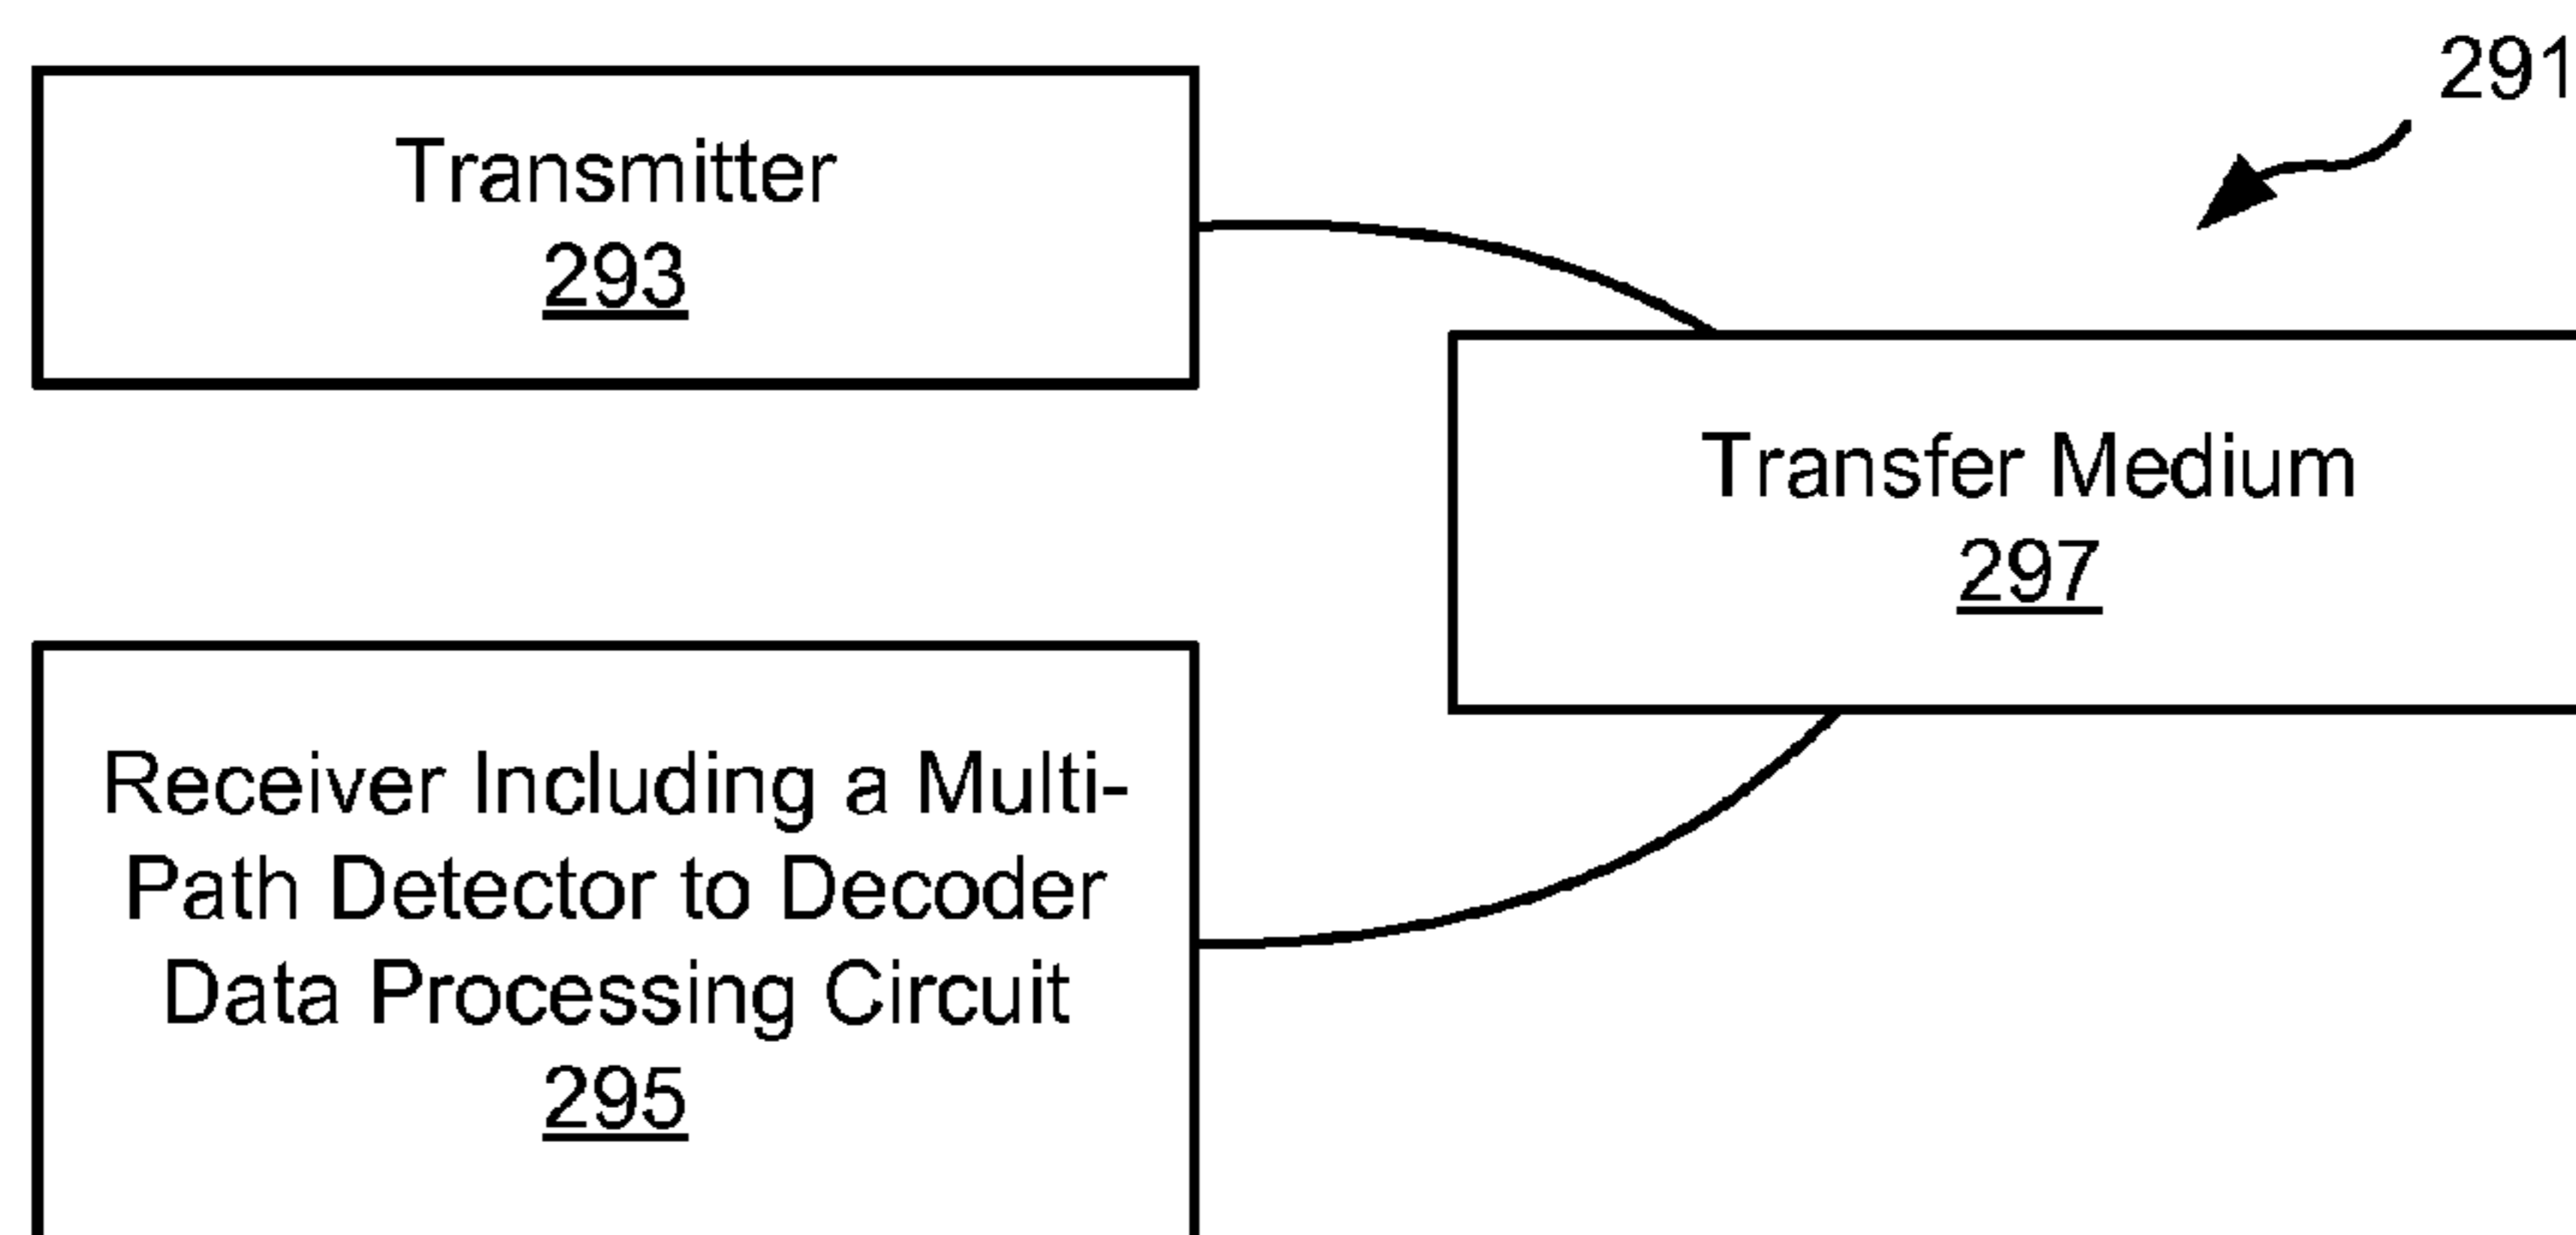 291
Transmitter
293
Transfer Medium
297
Receiver Including a Multi-
Path Detector to Decoder
Data Processing Circuit
295